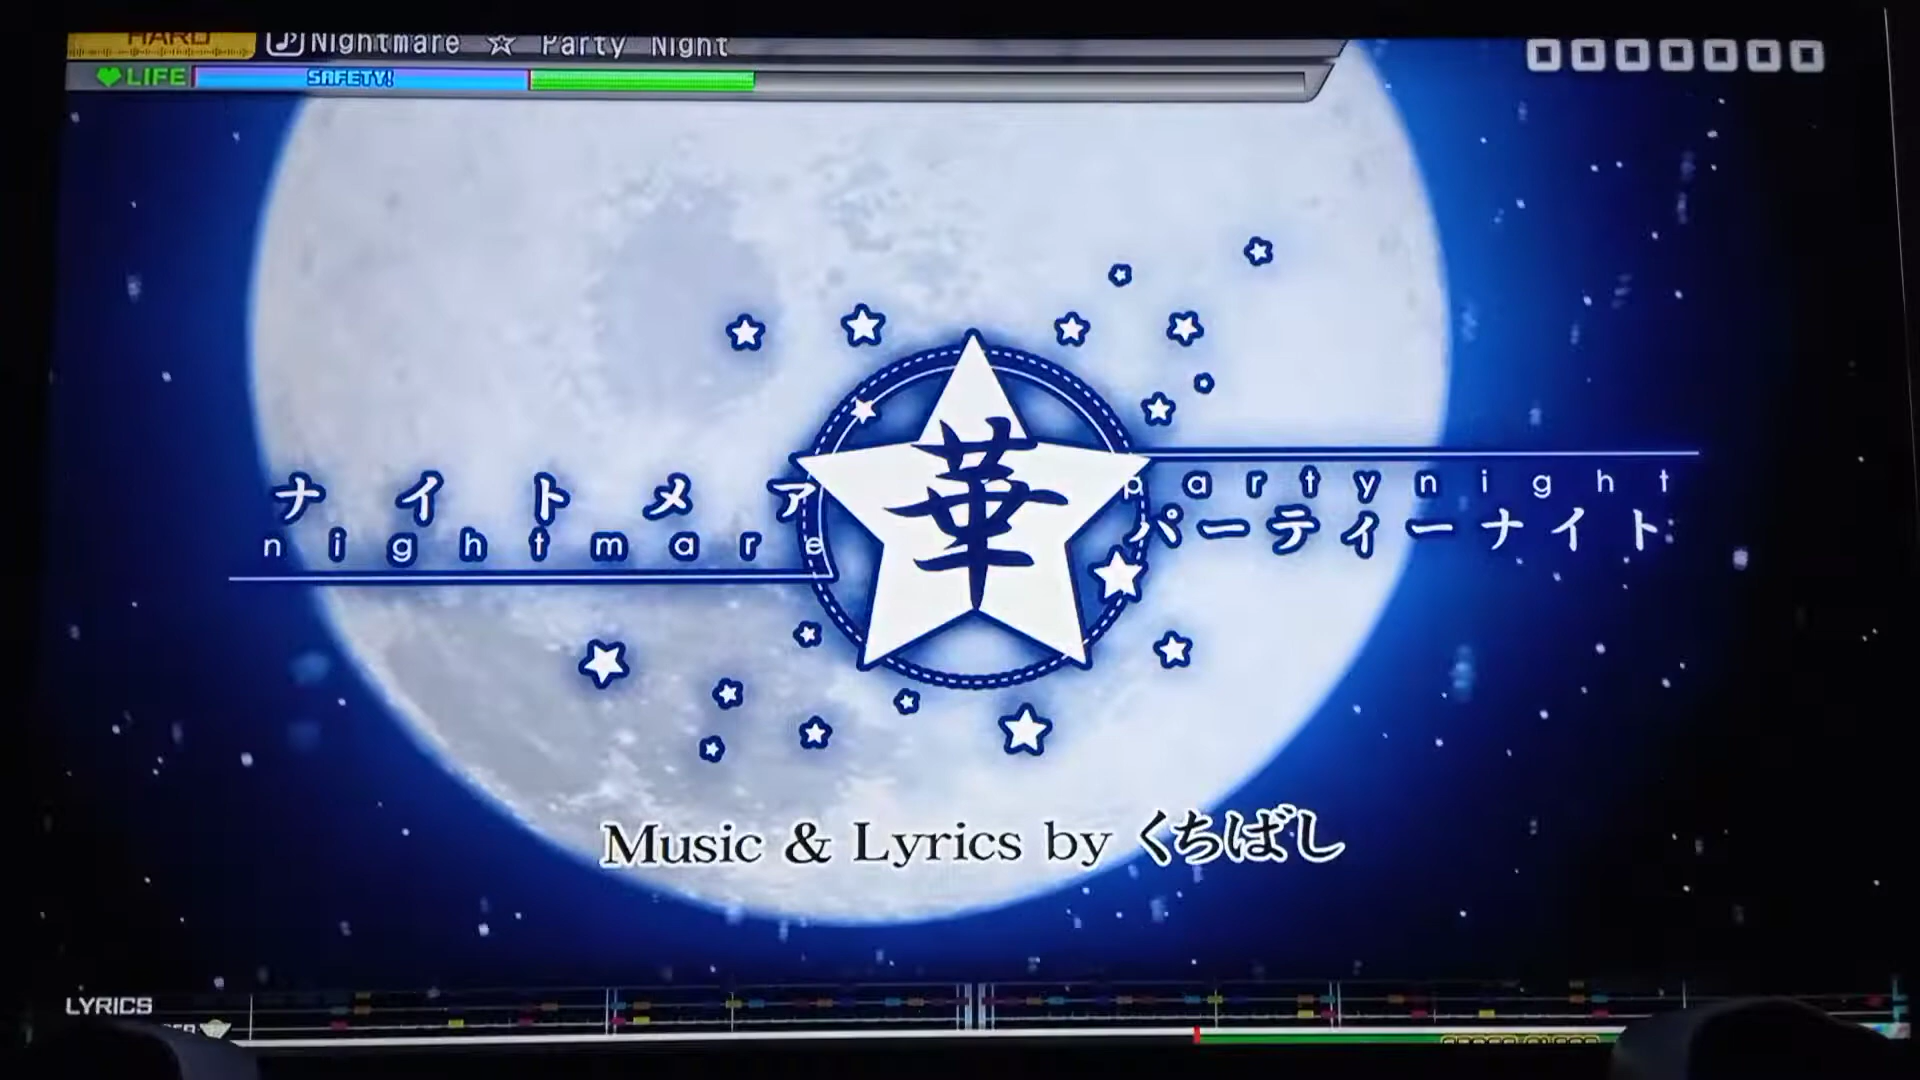 HARD
Nightmare ☆ Party Night
0000000
LIFE
SAFETY!
ナイトメア
nightmare
華
partynight
パーティーナイト
Music & Lyrics by くちばし
LYRICS